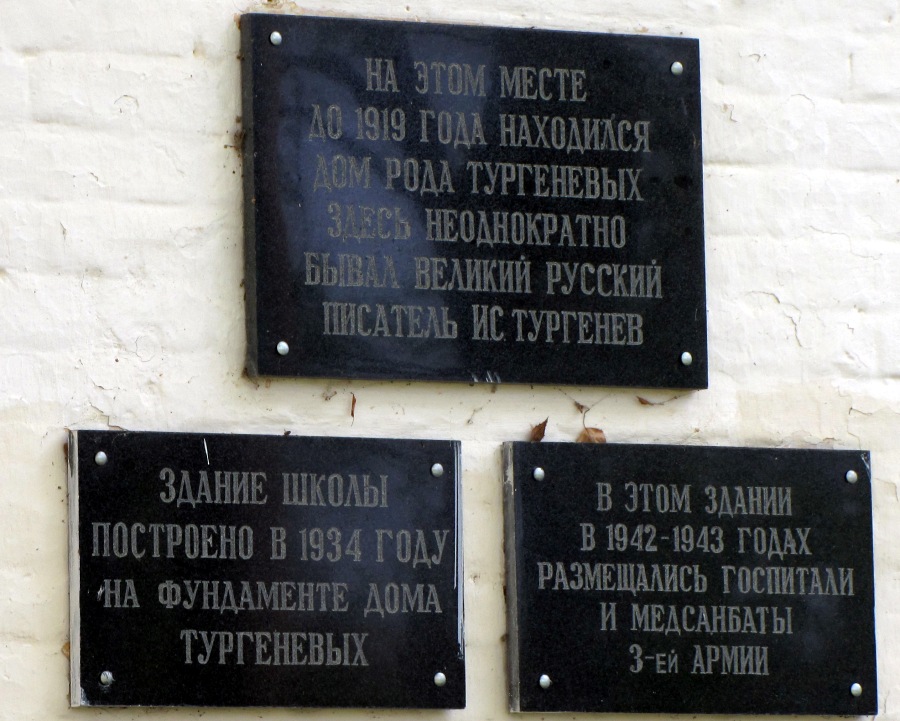 НА ЭТОМ МЕСТЕ
ДО 1919 ГОДА НАХОДИЛСЯ
ДОМ РОДА ТУРГЕНЕВЫХ
ЗДЕСЬ НЕОДНОКРАТНО
БЫВАЛ ВЕЛИКИЙ РУССКИЙ
ПИСАТЕЛЬ И.С. ТУРГЕНЕВ
ЗДАНИЕ ШКОЛЫ
ПОСТРОЕНО В 1934 ГОДУ
НА ФУНДАМЕНТЕ ДОМА
ТУРГЕНЕВЫХ
В ЭТОМ ЗДАНИИ
В 1942-1943 ГОДАХ
РАЗМЕЩАЛИСЬ ГОСПИТАЛИ
И МЕДСАНБАТЫ
3-ЕЙ АРМИИ